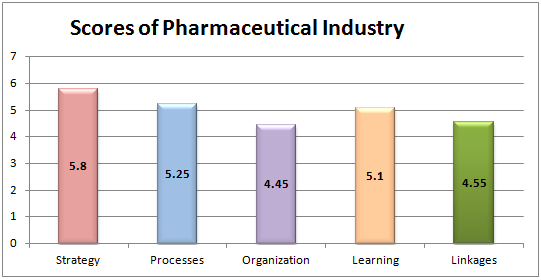 Scores of Pharmaceutical Industry
7
6
5
4
3
2
1
0
5.8
5.25
4.45
5.1
4.55
Strategy
Processes
Organization
Learning
Linkages